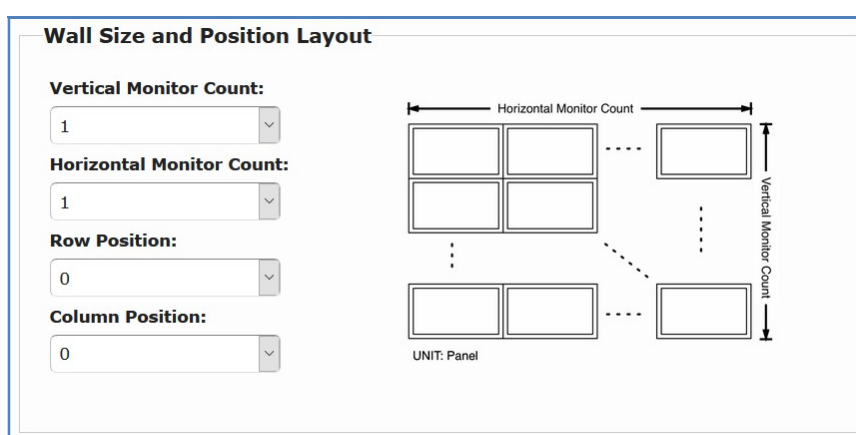 Wall Size and Position Layout
Vertical Monitor Count:
1
Horizontal Monitor Count:
1
Row Position:
0
Column Position:
0
Horizontal Monitor Count
Vertical Monitor Count
UNIT: Panel